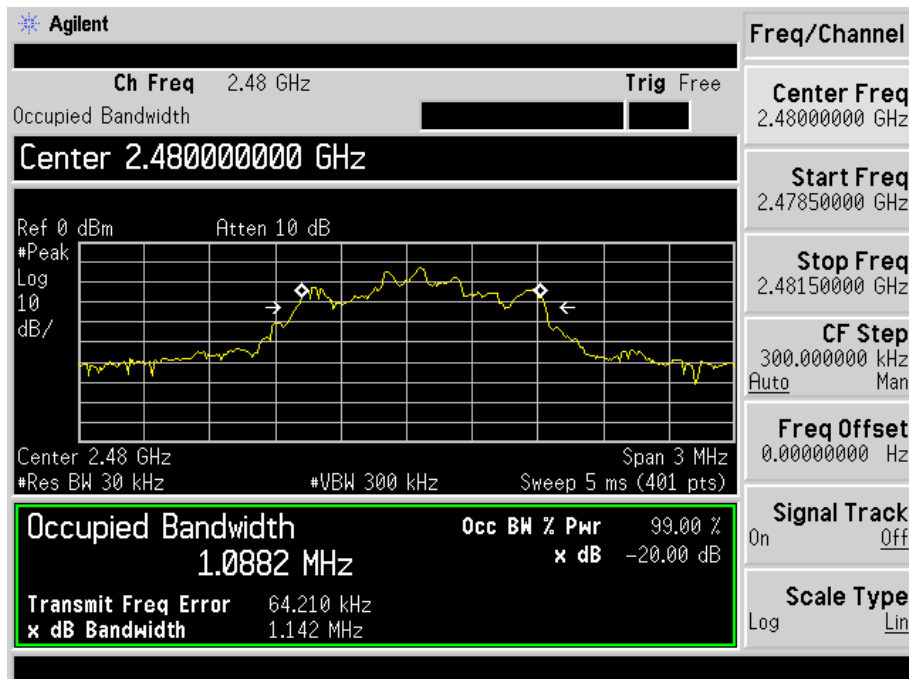 Agilent
Freq/Channel
Ch Freq 2.48 GHz Trig Free
Occupied Bandwidth
Center 2.480000000 GHz
Ref 0 dBm Atten 10 dB
#Peak
Log
10
dB/
Center 2.48 GHz Span 3 MHz
#Res BW 30 kHz #VBW 300 kHz Sweep 5 ms (401 pts)
Occupied Bandwidth Occ BW % Pwr 99.00 %
1.0882 MHz x dB -20.00 dB
Transmit Freq Error 64.210 kHz
x dB Bandwidth 1.142 MHz
Center Freq
2.48000000 GHz
Start Freq
2.47850000 GHz
Stop Freq
2.48150000 GHz
CF Step
300.000000 kHz
Auto Man
Freq Offset
0.00000000 Hz
Signal Track
On Off
Scale Type
Log Lin